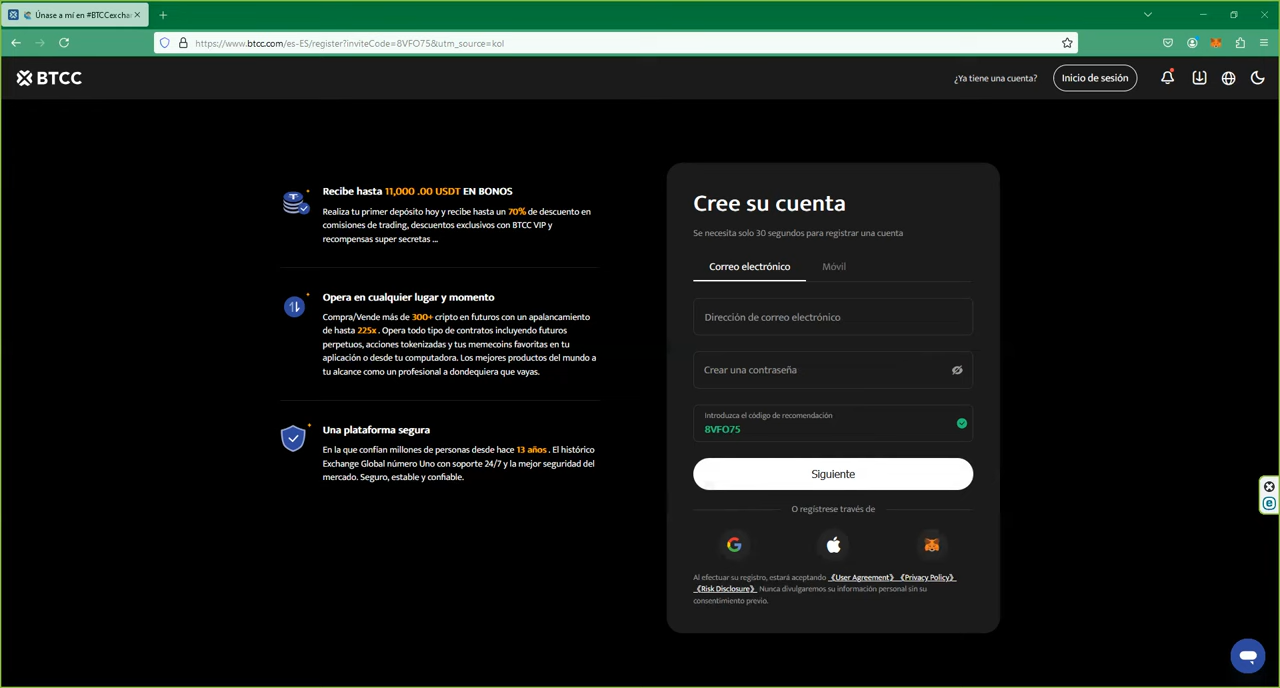 Únase a mí en #BTCCexcha
https://www.btcc.com/es-ES/register?inviteCode=8VFO75&utm_source=kol
BTCC
¿Ya tiene una cuenta?
Inicio de sesión
Recibe hasta 11,000 .00 USDT EN BONOS
Realiza tu primer depósito hoy y recibe hasta un 70% de descuento en
comisiones de trading, descuentos exclusivos con BTCC VIP y
recompensas super secretas ...
Opera en cualquier lugar y momento
Compra/Vende más de 300+ cripto en futuros con un apalancamiento
de hasta 225x . Opera todo tipo de contratos incluyendo futuros
perpetuos, acciones tokenizadas y tus memecoins favoritas en tu
aplicación o desde tu computadora. Los mejores productos del mundo a
tu alcance como un profesional a dondequiera que vayas.
Una plataforma segura
En la que confían millones de personas desde hace 13 años . El histórico
Exchange Global número Uno con soporte 24/7 y la mejor seguridad del
mercado. Seguro, estable y confiable.
Cree su cuenta
Se necesita solo 30 segundos para registrar una cuenta
Correo electrónico
Móvil
Dirección de correo electrónico
Crear una contraseña
Introduzca el código de recomendación
8VFO75
Siguiente
O regístrese través de
Al efectuar su registro, estará aceptando 《User Agreement》 《Privacy Policy》
《Risk Disclosure》 Nunca divulgaremos su información personal sin su
consentimiento previo.